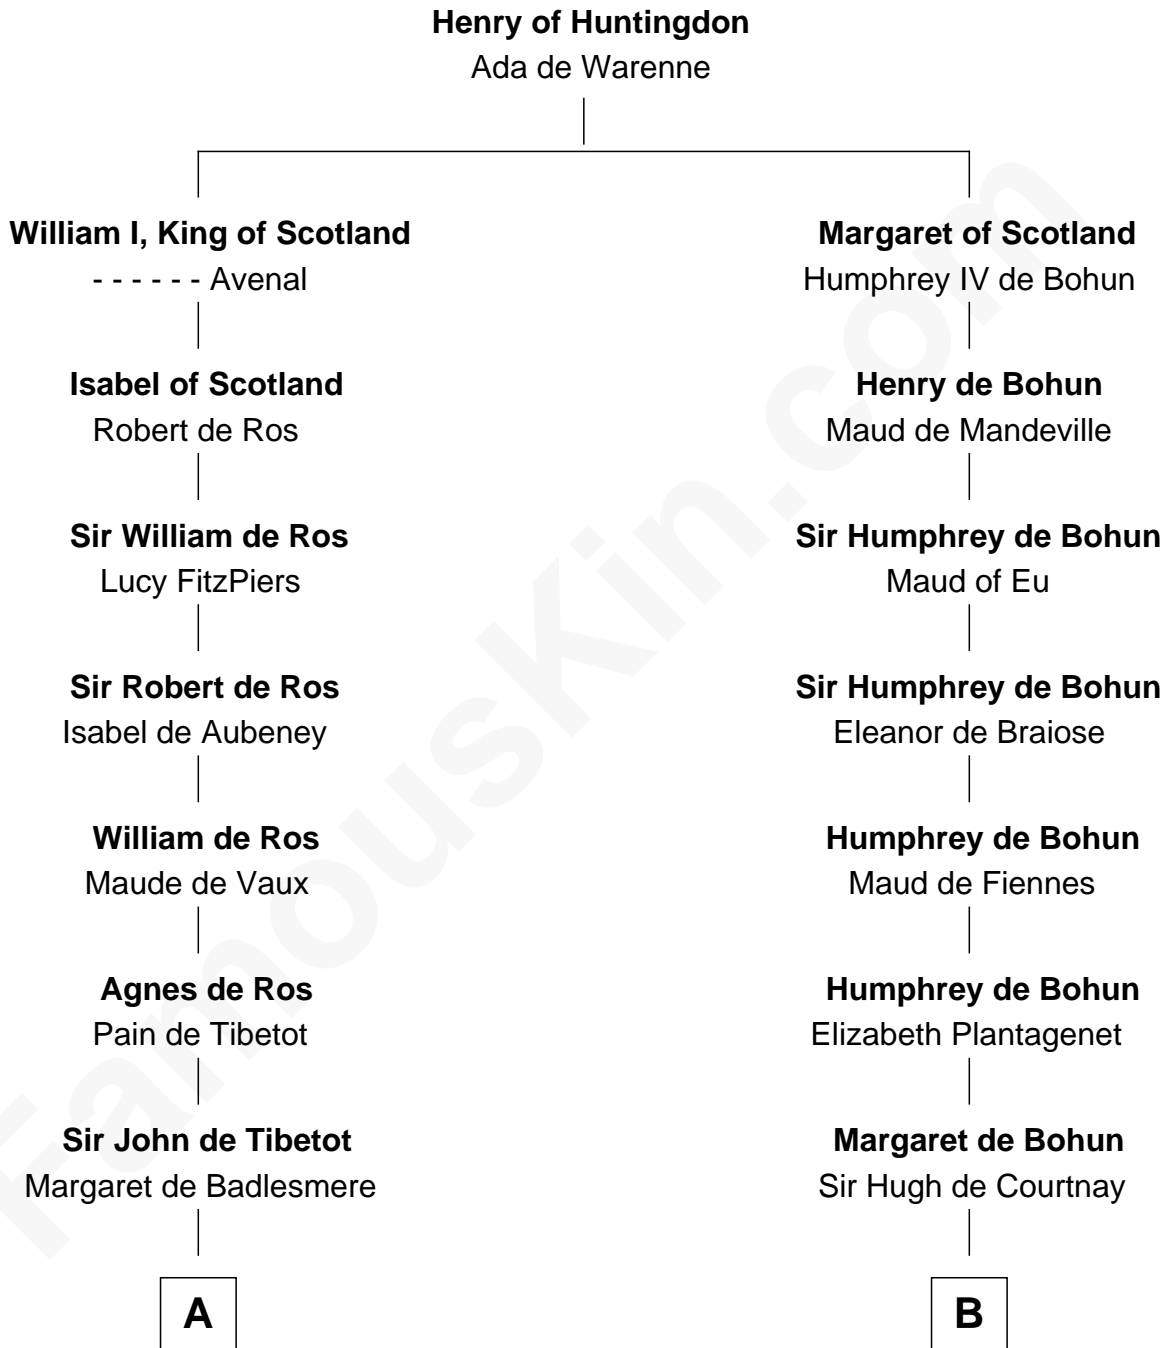 Henry of Huntingdon
Ada de Warenne
William I, King of Scotland
- - - - - - Avenal
Isabel of Scotland
Robert de Ros
Sir William de Ros
Lucy FitzPiers
Sir Robert de Ros
Isabel de Aubeney
William de Ros
Maude de Vaux
Agnes de Ros
Pain de Tibetot
Sir John de Tibetot
Margaret de Badlesmere
A
Margaret of Scotland
Humphrey IV de Bohun
Henry de Bohun
Maud de Mandeville
Sir Humphrey de Bohun
Maud of Eu
Sir Humphrey de Bohun
Eleanor de Braiose
Humphrey de Bohun
Maud de Fiennes
Humphrey de Bohun
Elizabeth Plantagenet
Margaret de Bohun
Sir Hugh de Courtnay
B
FamousKin.com